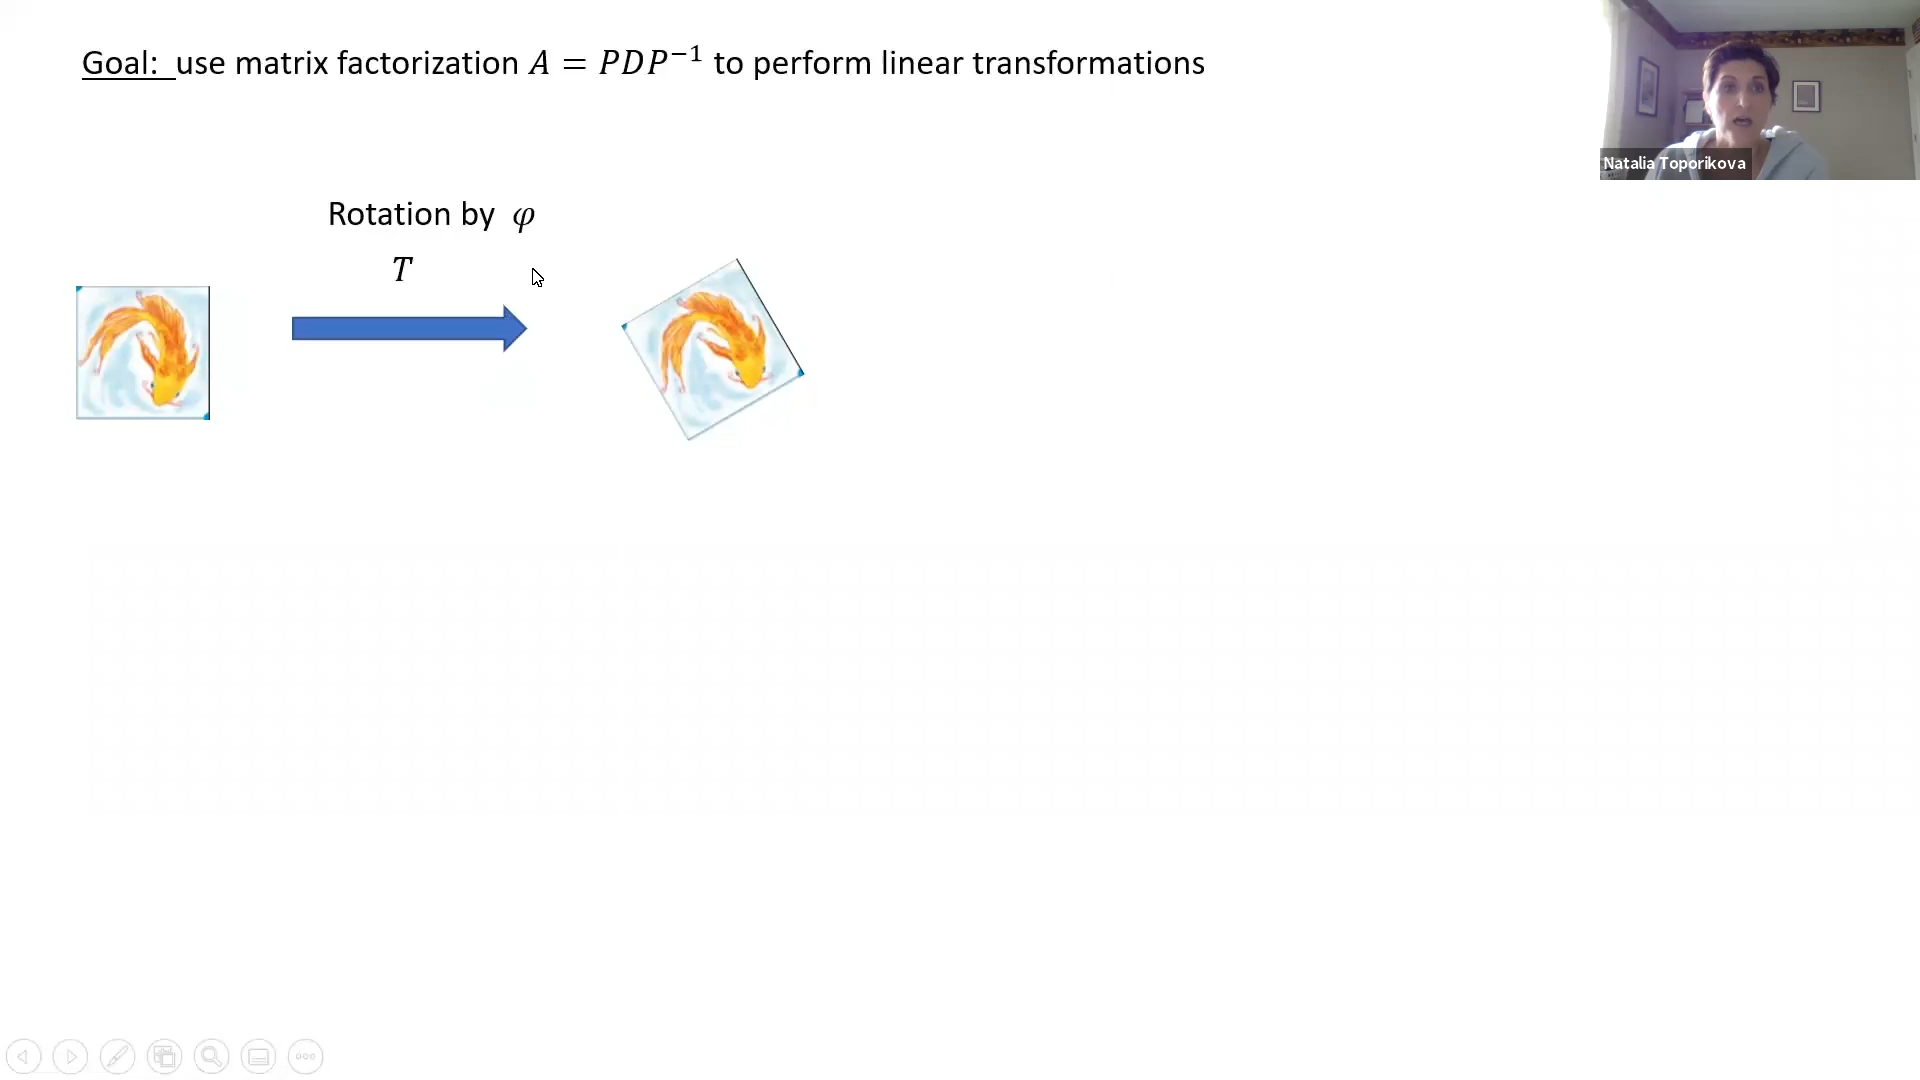 Goal: use matrix factorization A = PDP⁻¹ to perform linear transformations
Natalia Toporikova
Rotation by φ
T